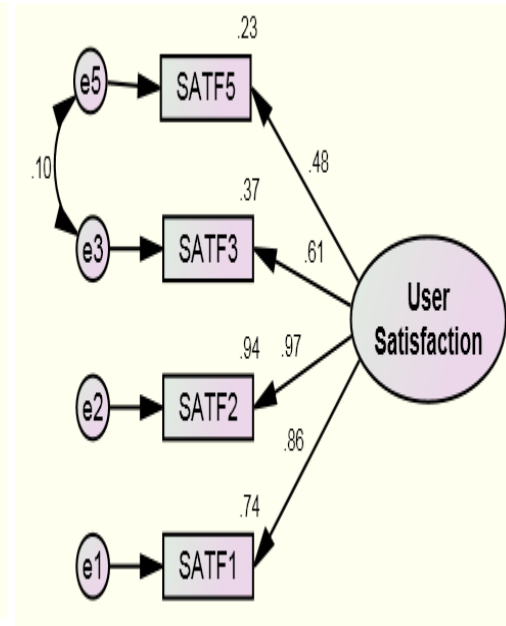 .23
e5
SATF5
.48
.10
.37
e3
SATF3
.61
User
Satisfaction
.94
.97
e2
SATF2
.86
.74
e1
SATF1